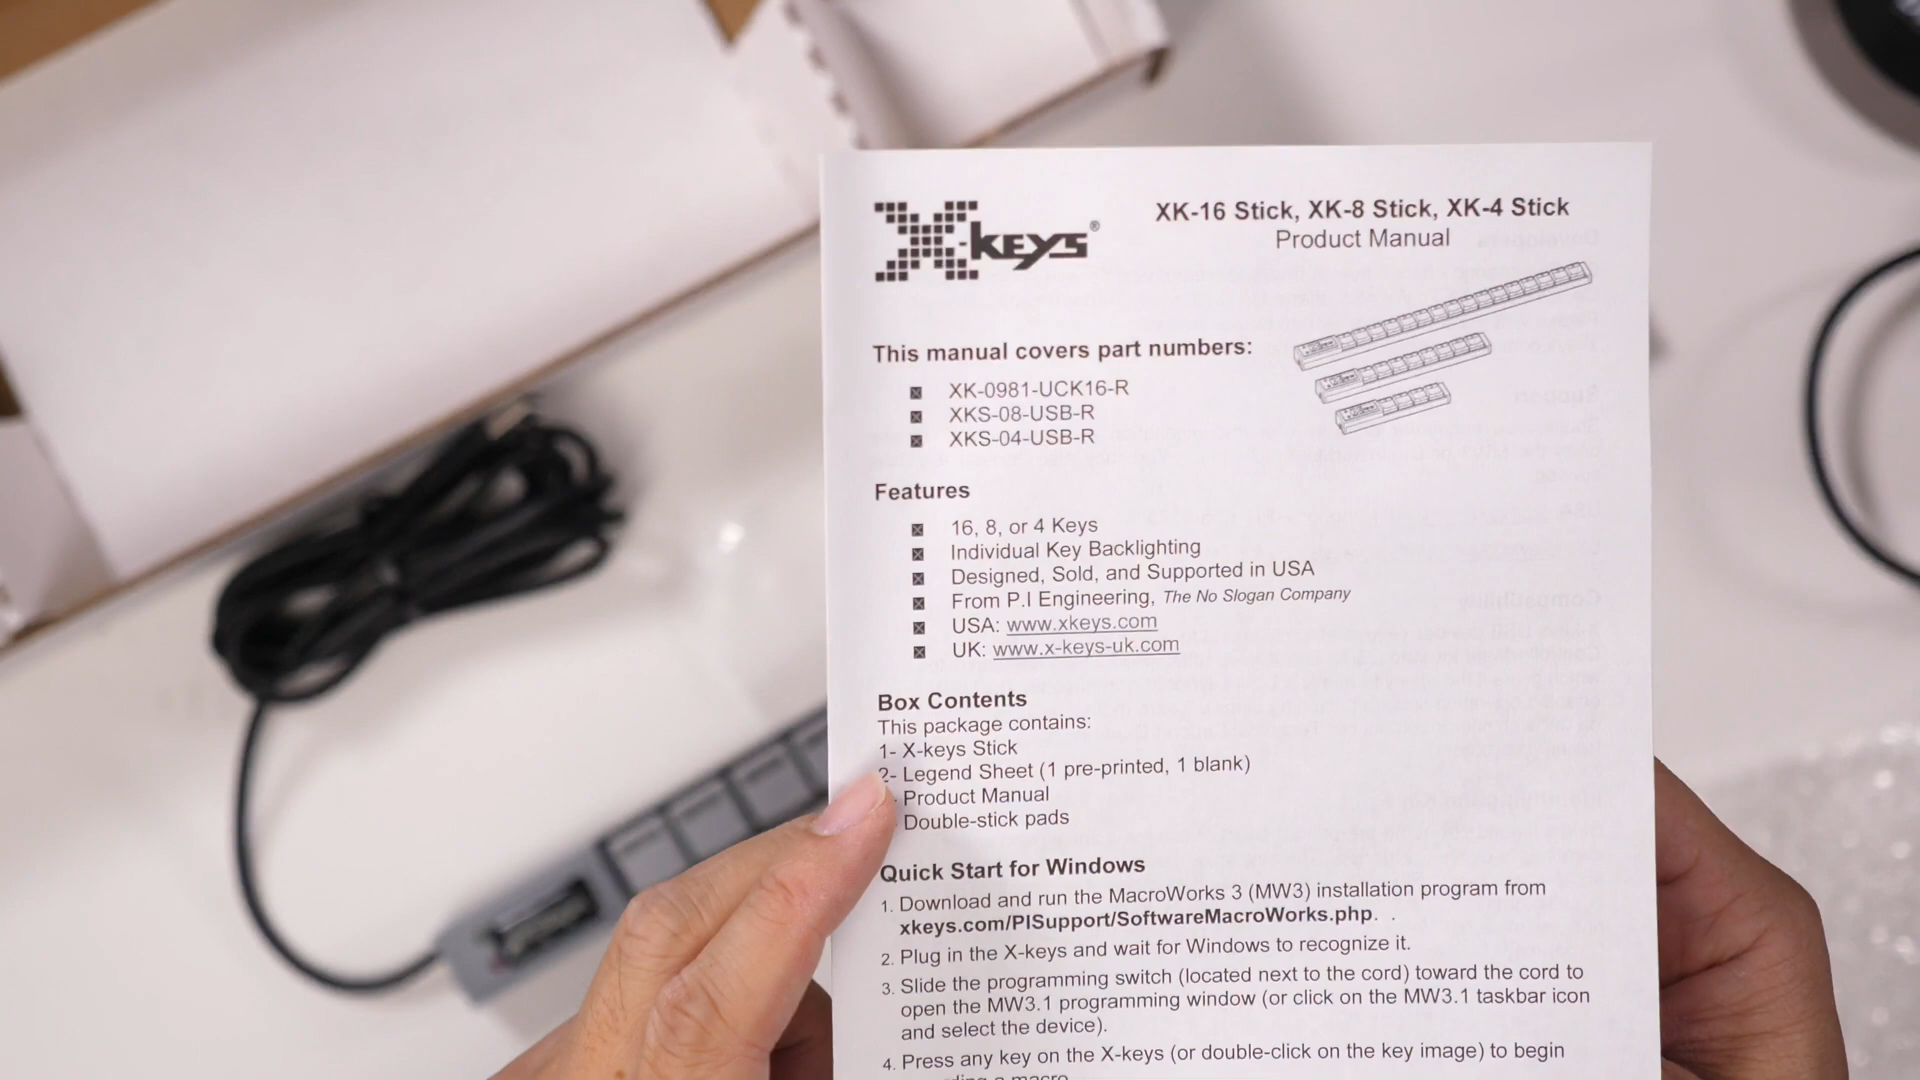 X-KEYS®
XK-16 Stick, XK-8 Stick, XK-4 Stick
Product Manual
This manual covers part numbers:
XK-0981-UCK16-R
XKS-08-USB-R
XKS-04-USB-R
Features
16, 8, or 4 Keys
Individual Key Backlighting
Designed, Sold, and Supported in USA
From P.I Engineering, The No Slogan Company
USA: www.xkeys.com
UK: www.x-keys-uk.com
Box Contents
This package contains:
1- X-keys Stick
2- Legend Sheet (1 pre-printed, 1 blank)
Product Manual
Double-stick pads
Quick Start for Windows
1. Download and run the MacroWorks 3 (MW3) installation program from
xkeys.com/PISupport/SoftwareMacroWorks.php. .
2. Plug in the X-keys and wait for Windows to recognize it.
3. Slide the programming switch (located next to the cord) toward the cord to
open the MW3.1 programming window (or click on the MW3.1 taskbar icon
and select the device).
4. Press any key on the X-keys (or double-click on the key image) to begin
a macro